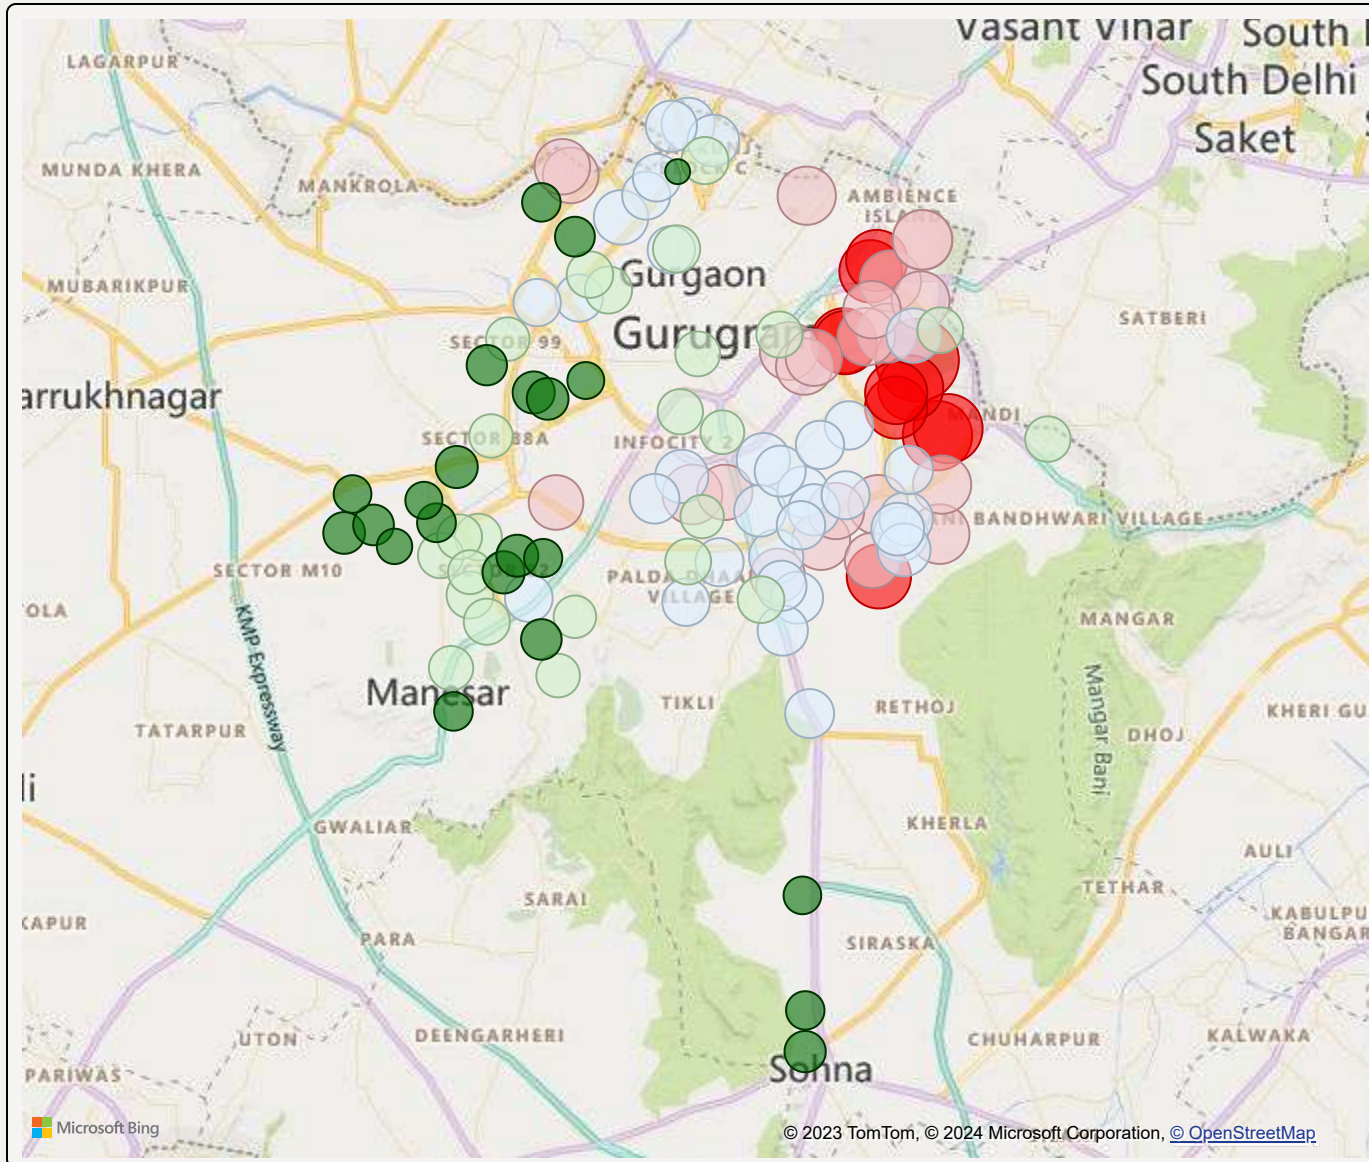 Vasant Vihar
South
LAGARPUR
South Delhi
Saket
MUNDA KHERA
MANKROLA
AMBIENCE
ISLAND
Gurgaon
MUBARIKPUR
SATBERI
Gurugram
SECTOR 99
arrukhnagar
MANDI
SECTOR 88A
INFOCITY 2
BANDHWARI VILLAGE
SECTOR M10
PALDA
VILLAGE
OLA
MANGAR
KMP Expressway
Mangar Bani
Manesar
TIKLI
RETHOJ
KHERI GU
TATARPUR
DHOJ
li
GWALIAR
KHERLA
AULI
TETHAR
SARAI
KAPUR
KABULPU
BANGAR
PARA
SIRASKA
UTON
DEENGARHERI
CHUHARPUR
KALWAKA
Sohna
PARIWAS
Microsoft Bing
© 2023 TomTom, © 2024 Microsoft Corporation, © OpenStreetMap